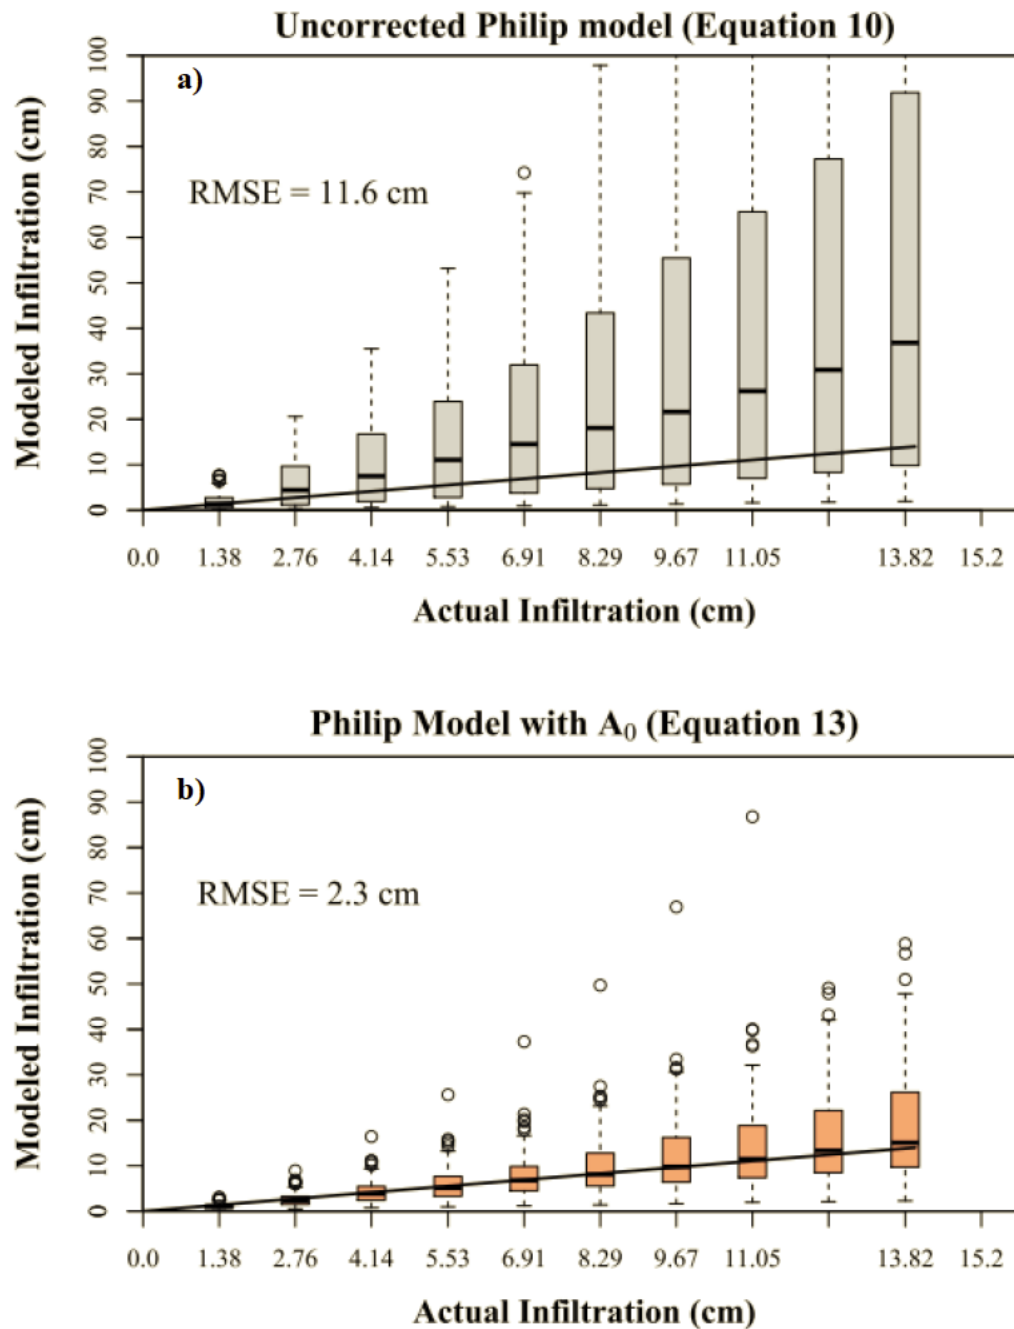 Uncorrected Philip model (Equation 10)
a)
RMSE = 11.6 cm
Modeled Infiltration (cm)
100
90
80
70
60
50
40
30
20
10
0
0.0 1.38 2.76 4.14 5.53 6.91 8.29 9.67 11.05 13.82 15.2
Actual Infiltration (cm)
Philip Model with A₀ (Equation 13)
b)
RMSE = 2.3 cm
Modeled Infiltration (cm)
100
90
80
70
60
50
40
30
20
10
0
0.0 1.38 2.76 4.14 5.53 6.91 8.29 9.67 11.05 13.82 15.2
Actual Infiltration (cm)